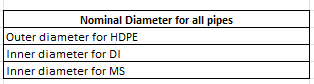 Nominal Diameter for all pipes
Outer diameter for HDPE
Inner diameter for DI
Inner diameter for MS